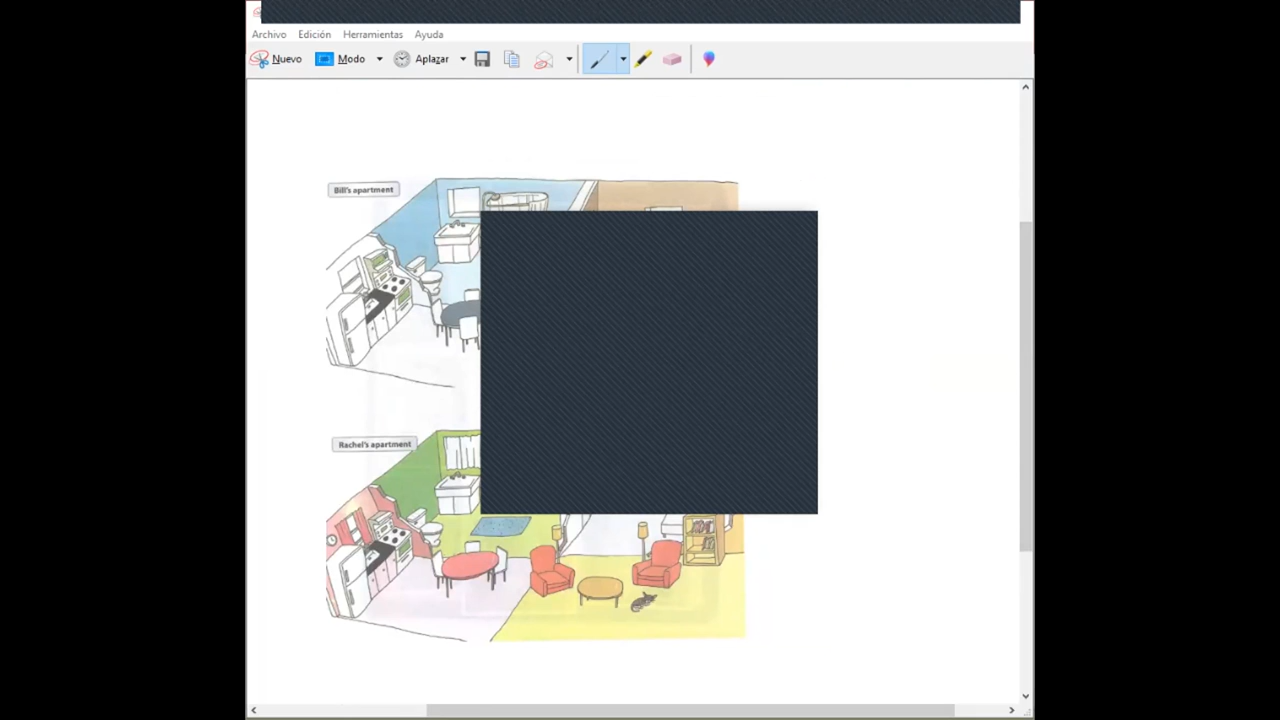 Archivo Edición Herramientas Ayuda
Nuevo Modo Aplazar
Bill's apartment
Rachel's apartment